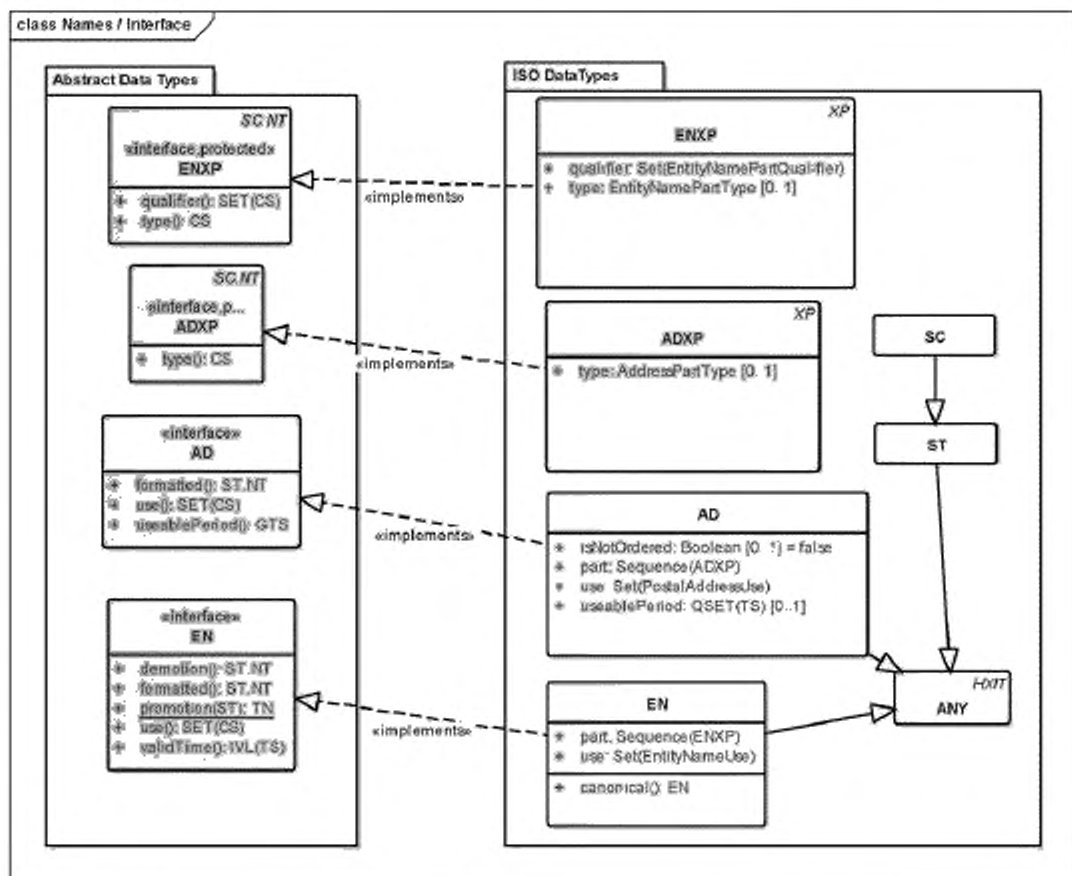 class Names / Interface
Abstract Data Types
SC.NT
«interface,protected»
ENXP
+ qualifier(): SET(CS)
+ type(): CS
SC.NT
«interface,p...
ADXP
+ type(): CS
«interface»
AD
+ formatted(): ST.NT
+ use(): SET(CS)
+ useablePeriod(): GTS
«interface»
EN
+ demotion(): ST.NT
+ formatted(): ST.NT
+ promotion(ST): TN
+ use(): SET(CS)
+ validTime(): IVL(TS)
«implements»
«implements»
«implements»
«implements»
ISO DataTypes
XP
ENXP
+ qualifier: Set(EntityNamePartQualifier)
+ type: EntityNamePartType [0..1]
XP
ADXP
+ type: AddressPartType [0..1]
AD
+ isNotOrdered: Boolean [0..*] = false
+ part: Sequence(ADXP)
+ use: Set(PostalAddressUse)
+ useablePeriod: QSET(TS) [0..1]
EN
+ part: Sequence(ENXP)
+ use: Set(EntityNameUse)
+ canonical(): EN
SC
ST
HXIT
ANY